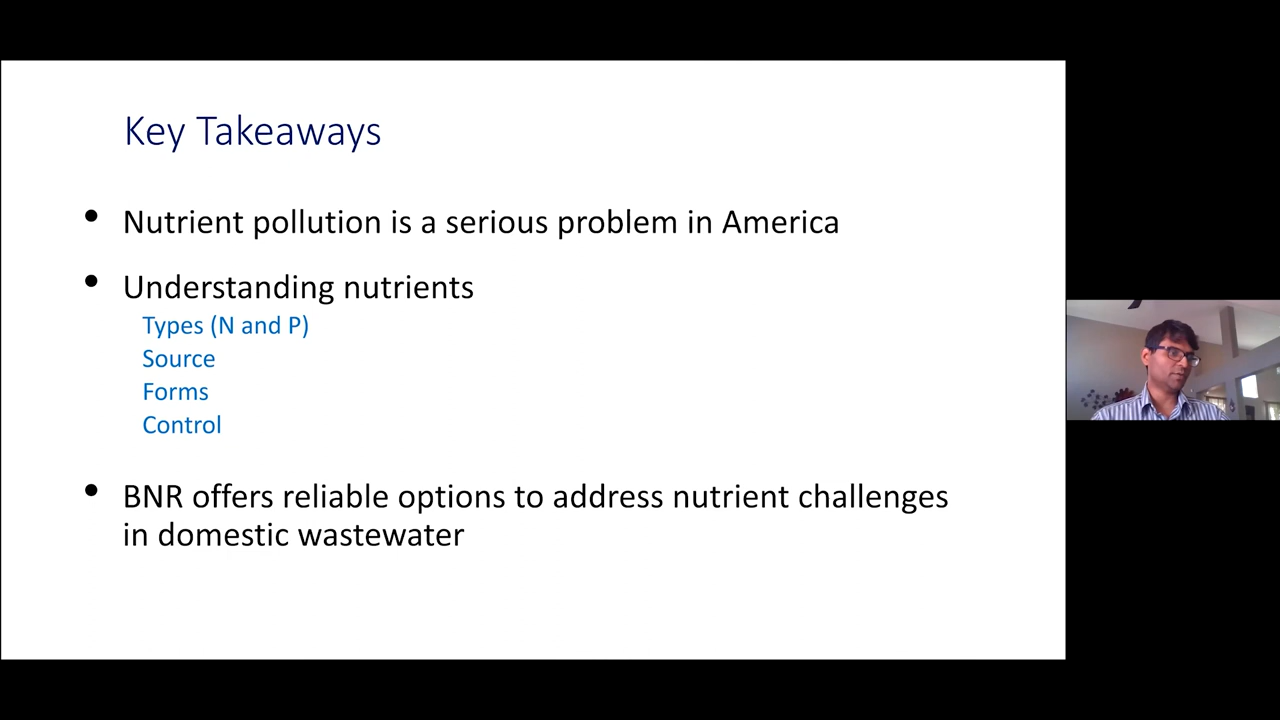 Key Takeaways
• Nutrient pollution is a serious problem in America
• Understanding nutrients
Types (N and P)
Source
Forms
Control
• BNR offers reliable options to address nutrient challenges
in domestic wastewater